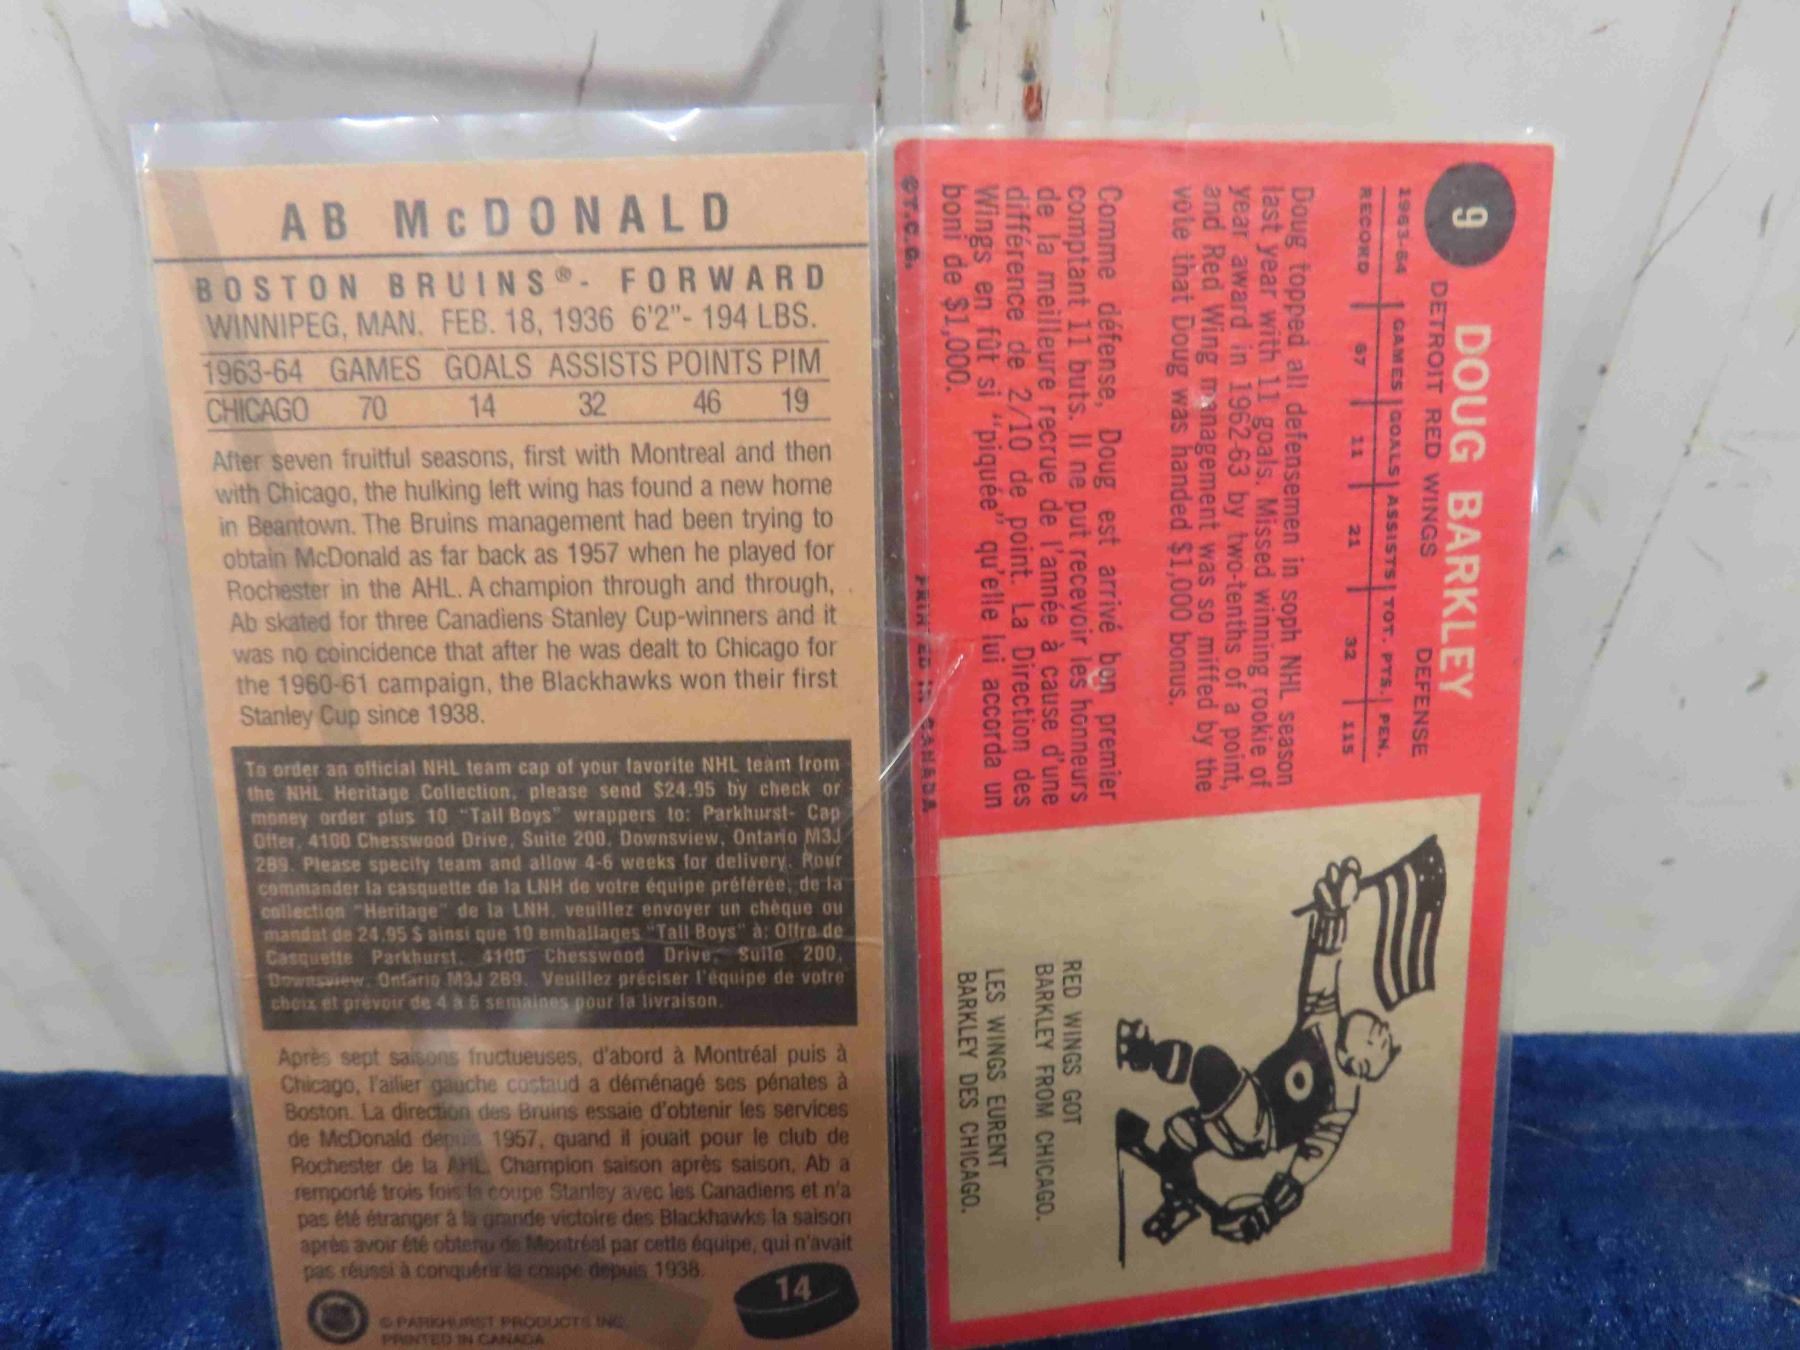 AB McDONALD
BOSTON BRUINS®- FORWARD
WINNIPEG, MAN. FEB. 18, 1936 6'2"- 194 LBS.
1963-64 GAMES GOALS ASSISTS POINTS PIM
CHICAGO 70 14 32 46 19
After seven fruitful seasons, first with Montreal and then
with Chicago, the hulking left wing has found a new home
in Beantown. The Bruins management had been trying to
obtain McDonald as far back as 1957 when he played for
Rochester in the AHL. A champion through and through,
Ab skated for three Canadiens Stanley Cup-winners and it
was no coincidence that after he was dealt to Chicago for
the 1960-61 campaign, the Blackhawks won their first
Stanley Cup since 1938.
To order an official NHL team cap of your favorite NHL team from
the NHL Heritage Collection, please send $24.95 by check or
money order plus 10 "Tall Boys" wrappers to: Parkhurst- Cap
Offer, 4100 Chesswood Drive, Suite 200, Downsview, Ontario M3J
2B9. Please specify team and allow 4-6 weeks for delivery. Pour
commander la casquette de la LNH de votre équipe préférée, de la
collection "Heritage" de la LNH, veuillez envoyer un chèque ou
mandat de 24.95 $ ainsi que 10 emballages "Tall Boys" à: Offre de
Casquette Parkhurst, 4100 Chesswood Drive, Suite 200,
Downsview, Ontario M3J 2B9. Veuillez préciser l'équipe de votre
choix et prévoir de 4 à 6 semaines pour la livraison.
Après sept saisons fructueuses, d'abord à Montréal puis à
Chicago, l'ailier gauche costaud a déménagé ses pénates à
Boston. La direction des Bruins essaie d'obtenir les services
de McDonald depuis 1957, quand il jouait pour le club de
Rochester de la AHL. Champion saison après saison, Ab a
remporté trois fois la coupe Stanley avec les Canadiens et n'a
pas été étranger à la grande victoire des Blackhawks la saison
après avoir été obtenu de Montréal par cette équipe, qui n'avait
pas réussi à conquérir la coupe depuis 1938.
14
© PARKHURST PRODUCTS INC.
PRINTED IN CANADA
9
DOUG BARKLEY
DETROIT RED WINGS DEFENSE
1963-64 GAMES GOALS ASSISTS TOT. PTS. PEN.
RECORD 67 11 21 32 115
Doug topped all defensemen in soph NHL season
last year with 11 goals. Missed winning rookie of
year award in 1962-63 by two-tenths of a point,
and Red Wing management was so miffed by the
vote that Doug was handed $1,000 bonus.
Comme défense, Doug est arrivé bon premier
comptant 11 buts. Il ne put recevoir les honneurs
de la meilleure recrue de l'année à cause d'une
différence de 2/10 de point. La Direction des
Wings en fût si "piquée" qu'elle lui accorda un
boni de $1,000.
©T.C.G. PRINTED IN CANADA
RED WINGS GOT
BARKLEY FROM CHICAGO.
LES WINGS EURENT
BARKLEY DES CHICAGO.